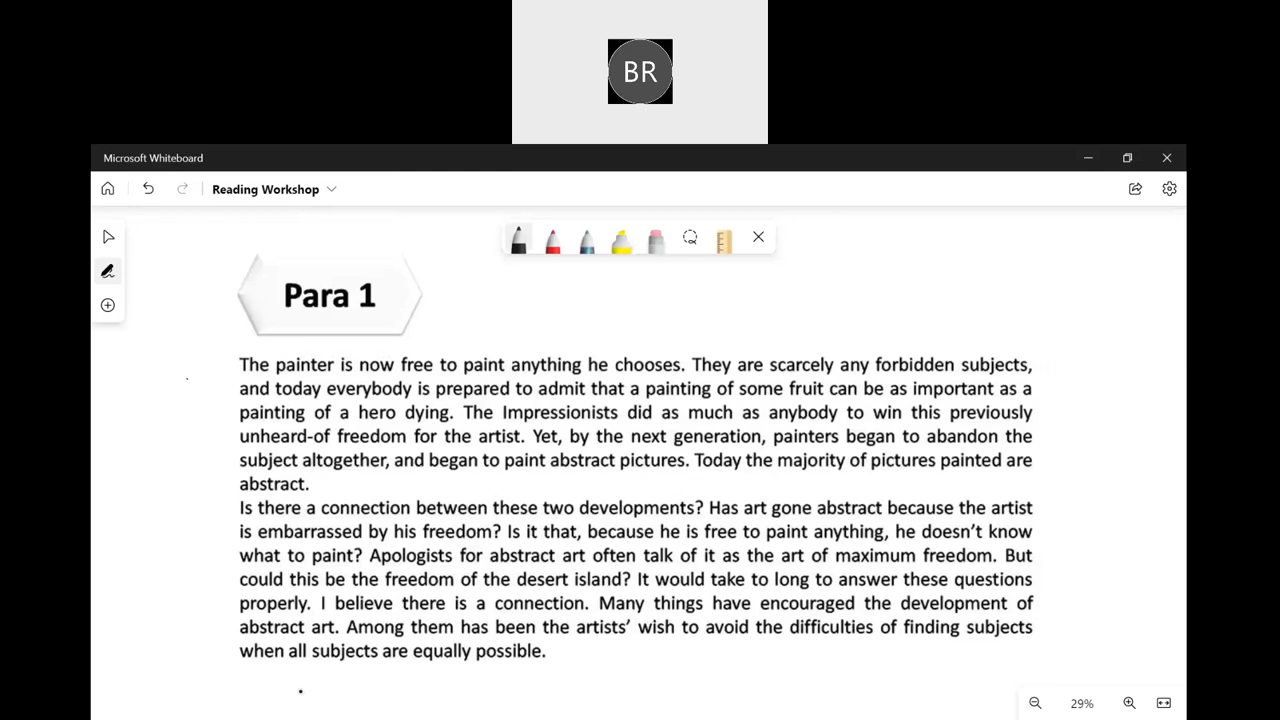 BR
Microsoft Whiteboard
Reading Workshop
Para 1
The painter is now free to paint anything he chooses. They are scarcely any forbidden subjects,
and today everybody is prepared to admit that a painting of some fruit can be as important as a
painting of a hero dying. The Impressionists did as much as anybody to win this previously
unheard-of freedom for the artist. Yet, by the next generation, painters began to abandon the
subject altogether, and began to paint abstract pictures. Today the majority of pictures painted are
abstract.
Is there a connection between these two developments? Has art gone abstract because the artist
is embarrassed by his freedom? Is it that, because he is free to paint anything, he doesn’t know
what to paint? Apologists for abstract art often talk of it as the art of maximum freedom. But
could this be the freedom of the desert island? It would take to long to answer these questions
properly. I believe there is a connection. Many things have encouraged the development of
abstract art. Among them has been the artists’ wish to avoid the difficulties of finding subjects
when all subjects are equally possible.
29%